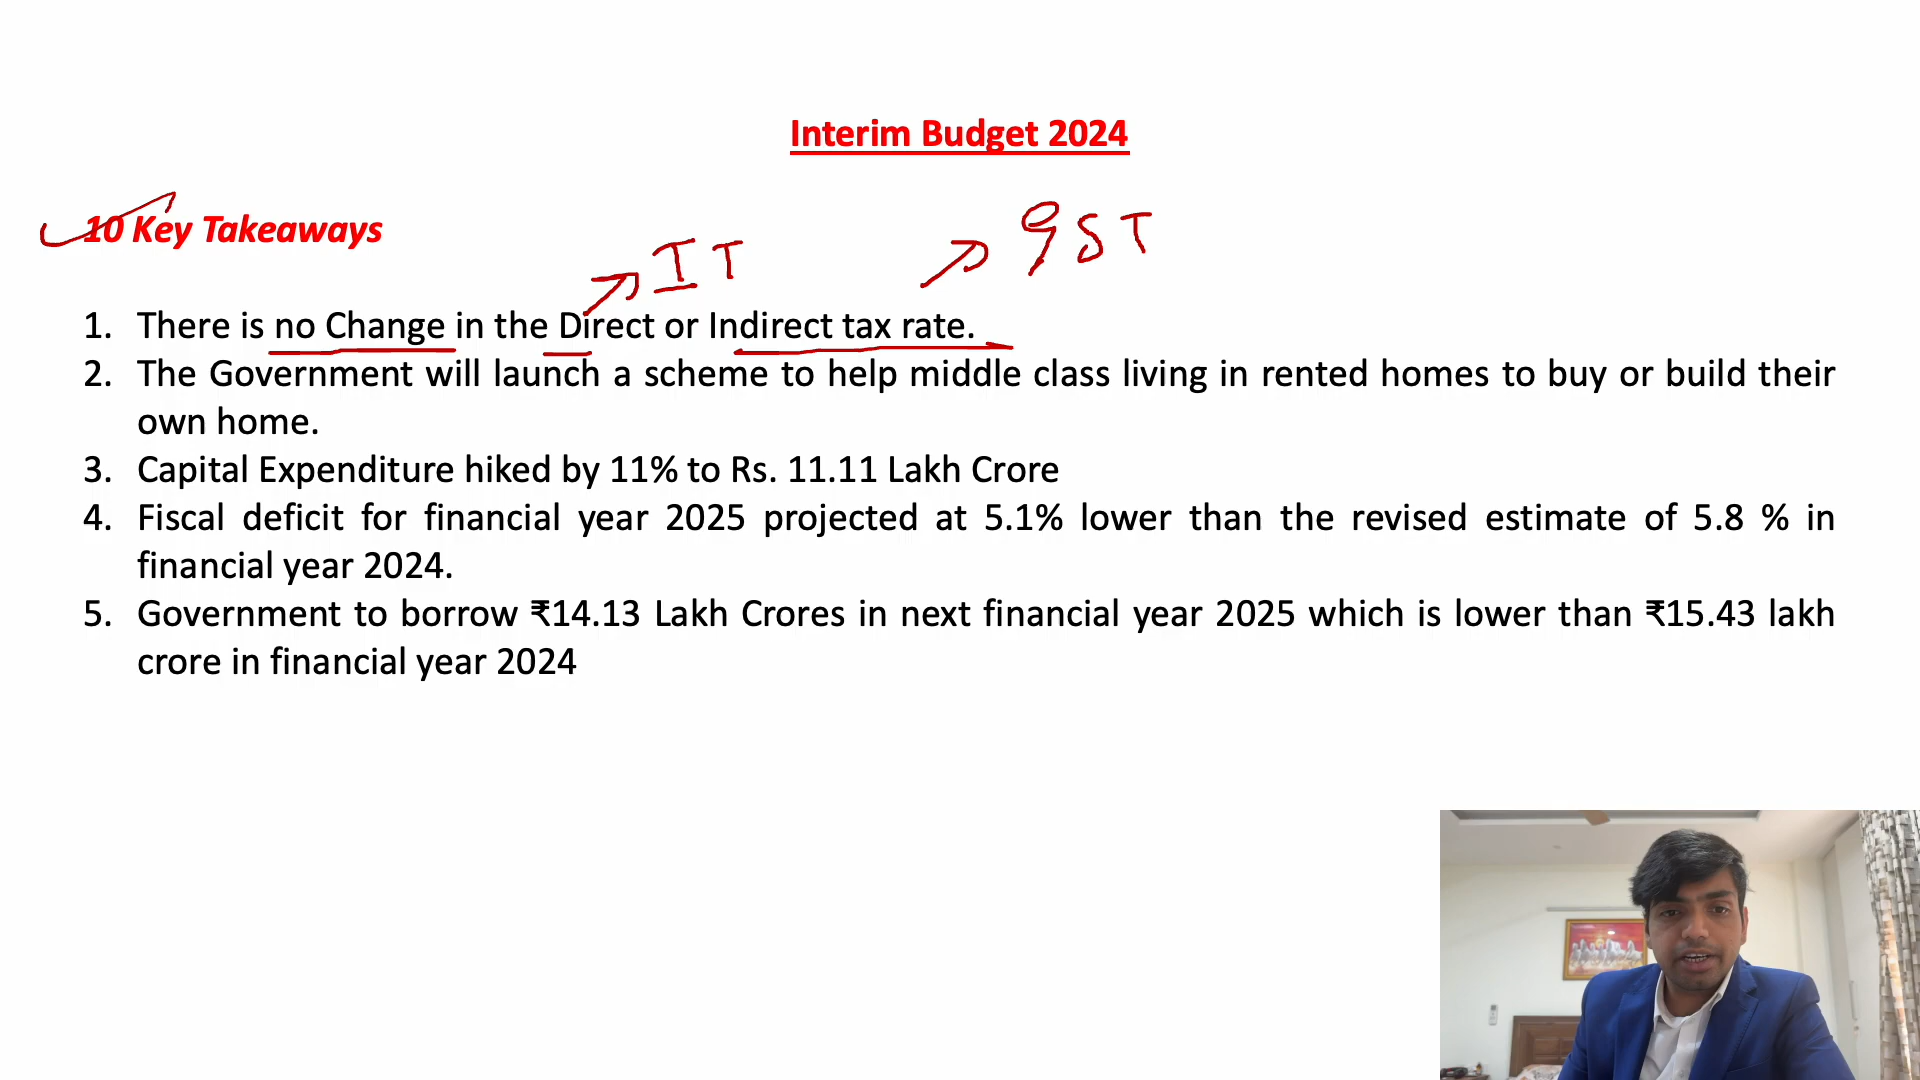 Interim Budget 2024
10 Key Takeaways
IT
GST
1. There is no Change in the Direct or Indirect tax rate.
2. The Government will launch a scheme to help middle class living in rented homes to buy or build their
own home.
3. Capital Expenditure hiked by 11% to Rs. 11.11 Lakh Crore
4. Fiscal deficit for financial year 2025 projected at 5.1% lower than the revised estimate of 5.8 % in
financial year 2024.
5. Government to borrow ₹14.13 Lakh Crores in next financial year 2025 which is lower than ₹15.43 lakh
crore in financial year 2024